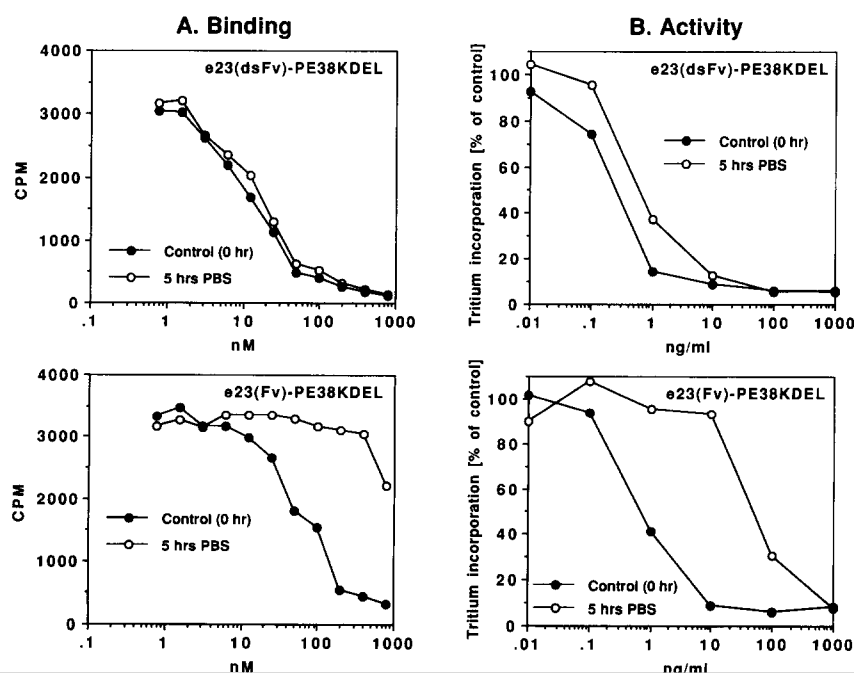 A. Binding
B. Activity
4000
3000
2000
1000
0
CPM
e23(dsFv)-PE38KDEL
Control (0 hr)
5 hrs PBS
.1
1
10
100
1000
nM
100
80
60
40
20
0
Tritium incorporation [% of control]
e23(dsFv)-PE38KDEL
Control (0 hr)
5 hrs PBS
.01
.1
1
10
100
1000
ng/ml
4000
3000
2000
1000
0
CPM
e23(Fv)-PE38KDEL
Control (0 hr)
5 hrs PBS
.1
1
10
100
1000
nM
100
80
60
40
20
0
Tritium incorporation [% of control]
e23(Fv)-PE38KDEL
Control (0 hr)
5 hrs PBS
.01
.1
1
10
100
1000
ng/ml